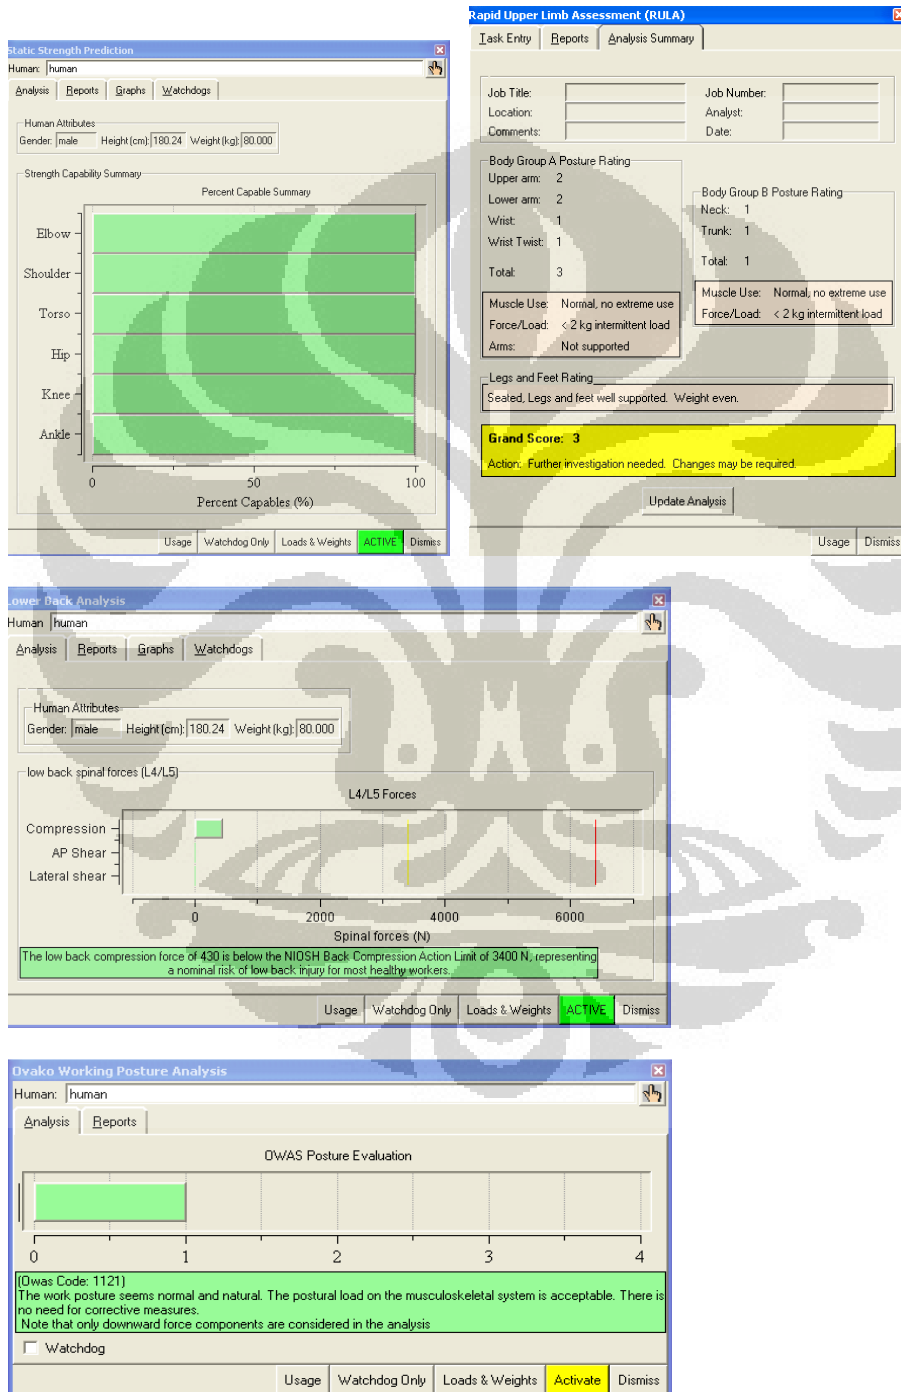 Static Strength Prediction
Human: human
Analysis Reports Graphs Watchdogs
Human Attributes
Gender: male Height (cm): 180.24 Weight (kg): 80.000
Strength Capability Summary
Percent Capable Summary
Elbow
Shoulder
Torso
Hip
Knee
Ankle
0 50 100
Percent Capables (%)
Usage Watchdog Only Loads & Weights ACTIVE Dismiss
Rapid Upper Limb Assessment (RULA)
Task Entry Reports Analysis Summary
Job Title: Job Number:
Location: Analyst:
Comments: Date:
Body Group A Posture Rating
Upper arm: 2
Lower arm: 2
Wrist: 1
Wrist Twist: 1
Total: 3
Muscle Use: Normal, no extreme use
Force/Load: < 2 kg intermittent load
Arms: Not supported
Body Group B Posture Rating
Neck: 1
Trunk: 1
Total: 1
Muscle Use: Normal, no extreme use
Force/Load: < 2 kg intermittent load
Legs and Feet Rating
Seated, Legs and feet well supported. Weight even.
Grand Score: 3
Action: Further investigation needed. Changes may be required.
Update Analysis
Usage Dismiss
Lower Back Analysis
Human human
Analysis Reports Graphs Watchdogs
Human Attributes
Gender: male Height (cm): 180.24 Weight (kg): 80.000
low back spinal forces (L4/L5)
L4/L5 Forces
Compression
AP Shear
Lateral shear
0 2000 4000 6000
Spinal forces (N)
The low back compression force of 430 is below the NIOSH Back Compression Action Limit of 3400 N, representing
a nominal risk of low back injury for most healthy workers.
Usage Watchdog Only Loads & Weights ACTIVE Dismiss
Ovako Working Posture Analysis
Human: human
Analysis Reports
OWAS Posture Evaluation
0 1 2 3 4
(Owas Code: 1121)
The work posture seems normal and natural. The postural load on the musculoskeletal system is acceptable. There is
no need for corrective measures.
Note that only downward force components are considered in the analysis
Watchdog
Usage Watchdog Only Loads & Weights Activate Dismiss